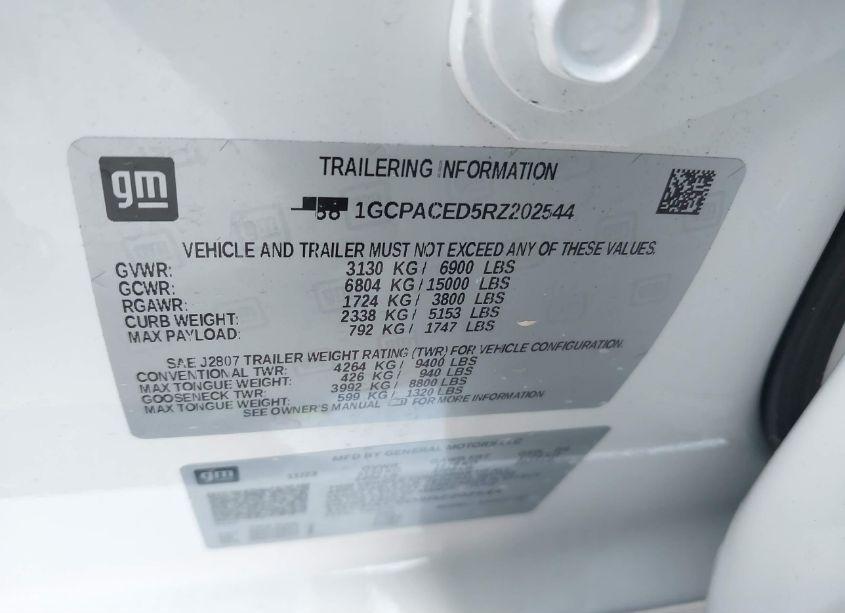 gm
TRAILERING INFORMATION
1GCPACED5RZ202544
VEHICLE AND TRAILER MUST NOT EXCEED ANY OF THESE VALUES.
GVWR: 3130 KG / 6900 LBS
GCWR: 6804 KG / 15000 LBS
RGAWR: 1724 KG / 3800 LBS
CURB WEIGHT: 2338 KG / 5153 LBS
MAX PAYLOAD: 792 KG / 1747 LBS
SAE J2807 TRAILER WEIGHT RATING (TWR) FOR VEHICLE CONFIGURATION.
CONVENTIONAL TWR: 4264 KG / 9400 LBS
MAX TONGUE WEIGHT: 426 KG / 940 LBS
GOOSENECK TWR: 3992 KG / 8800 LBS
MAX TONGUE WEIGHT: 599 KG / 1320 LBS
SEE OWNER'S MANUAL FOR MORE INFORMATION
gm
MFD BY GENERAL MOTORS LLC
11/23